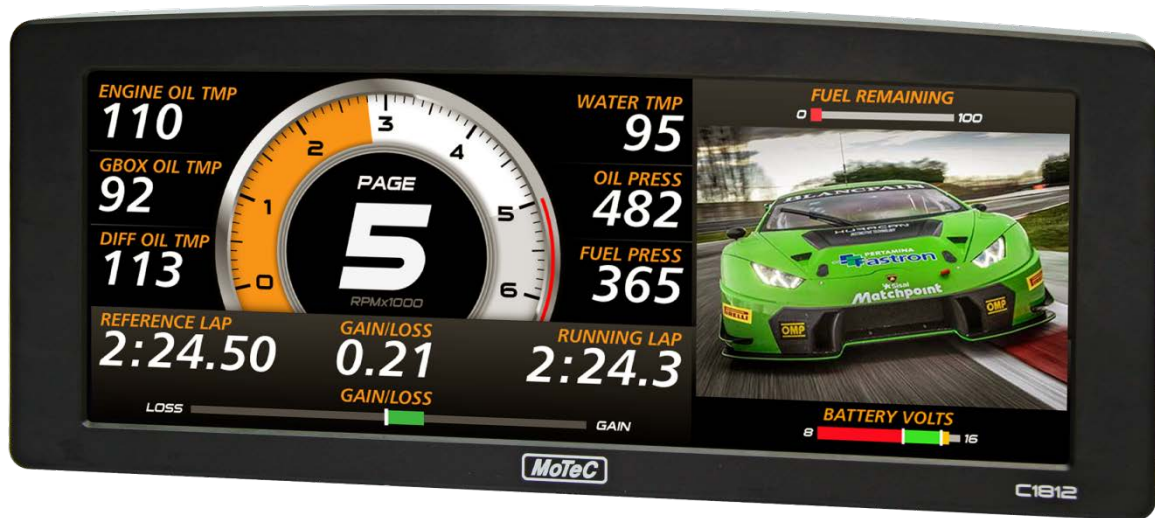 ENGINE OIL TMP
110
GBOX OIL TMP
92
DIFF OIL TMP
113
0
1
2
3
4
5
6
PAGE
5
RPMx1000
WATER TMP
95
OIL PRESS
482
FUEL PRESS
365
REFERENCE LAP
2:24.50
GAIN/LOSS
0.21
RUNNING LAP
2:24.3
GAIN/LOSS
LOSS
GAIN
FUEL REMAINING
0 100
BLANCPAIN
HURACAN
PERTAMINA
Fastron
Sisal
Matchpoint
PIRELLI
OMP
OMP
BATTERY VOLTS
8 16
MoTeC
C1812